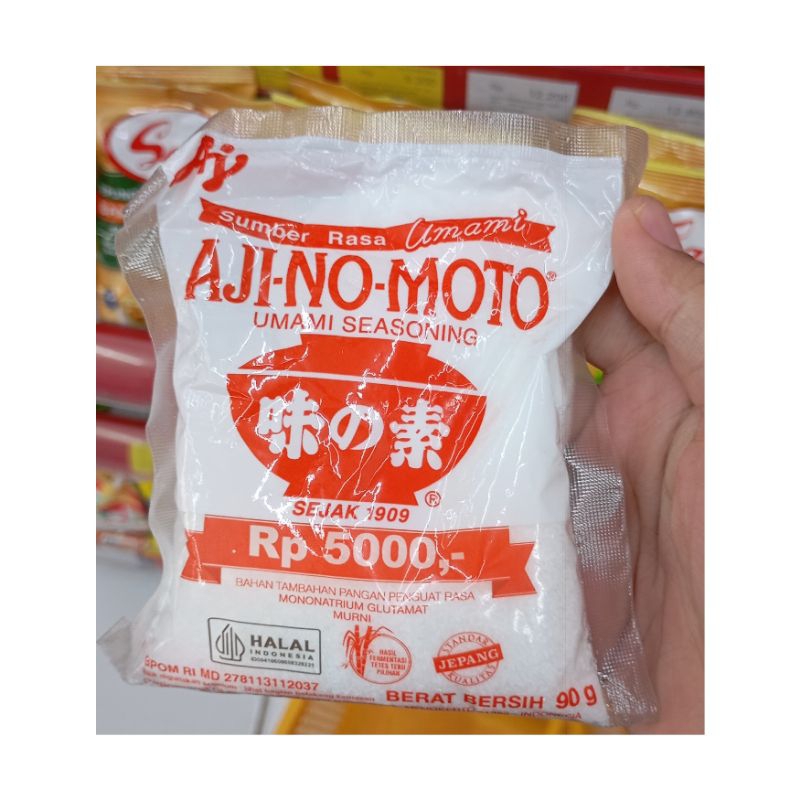 Ajy
Sumber Rasa Umami
AJI-NO-MOTO®
UMAMI SEASONING
味の素
®
SEJAK 1909
Rp 5000,-
BAHAN TAMBAHAN PANGAN PENGUAT RASA
MONONATRIUM GLUTAMAT
MURNI
HALAL
INDONESIA
HASIL
FERMENTASI
TETES TEBU
PILIHAN
STANDAR
JEPANG
KUALITAS
BPOM RI MD 278113112037
BERAT BERSIH 90 g
INDONESIA